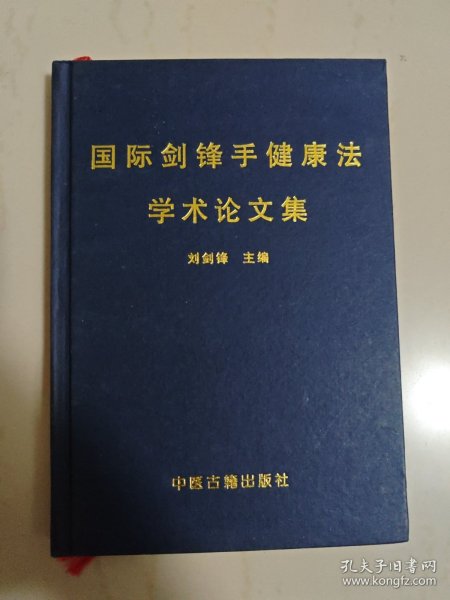 国际剑锋手健康法
学术论文集
刘剑锋 主编
中医古籍出版社
孔夫子旧书网
www.kongfz.com